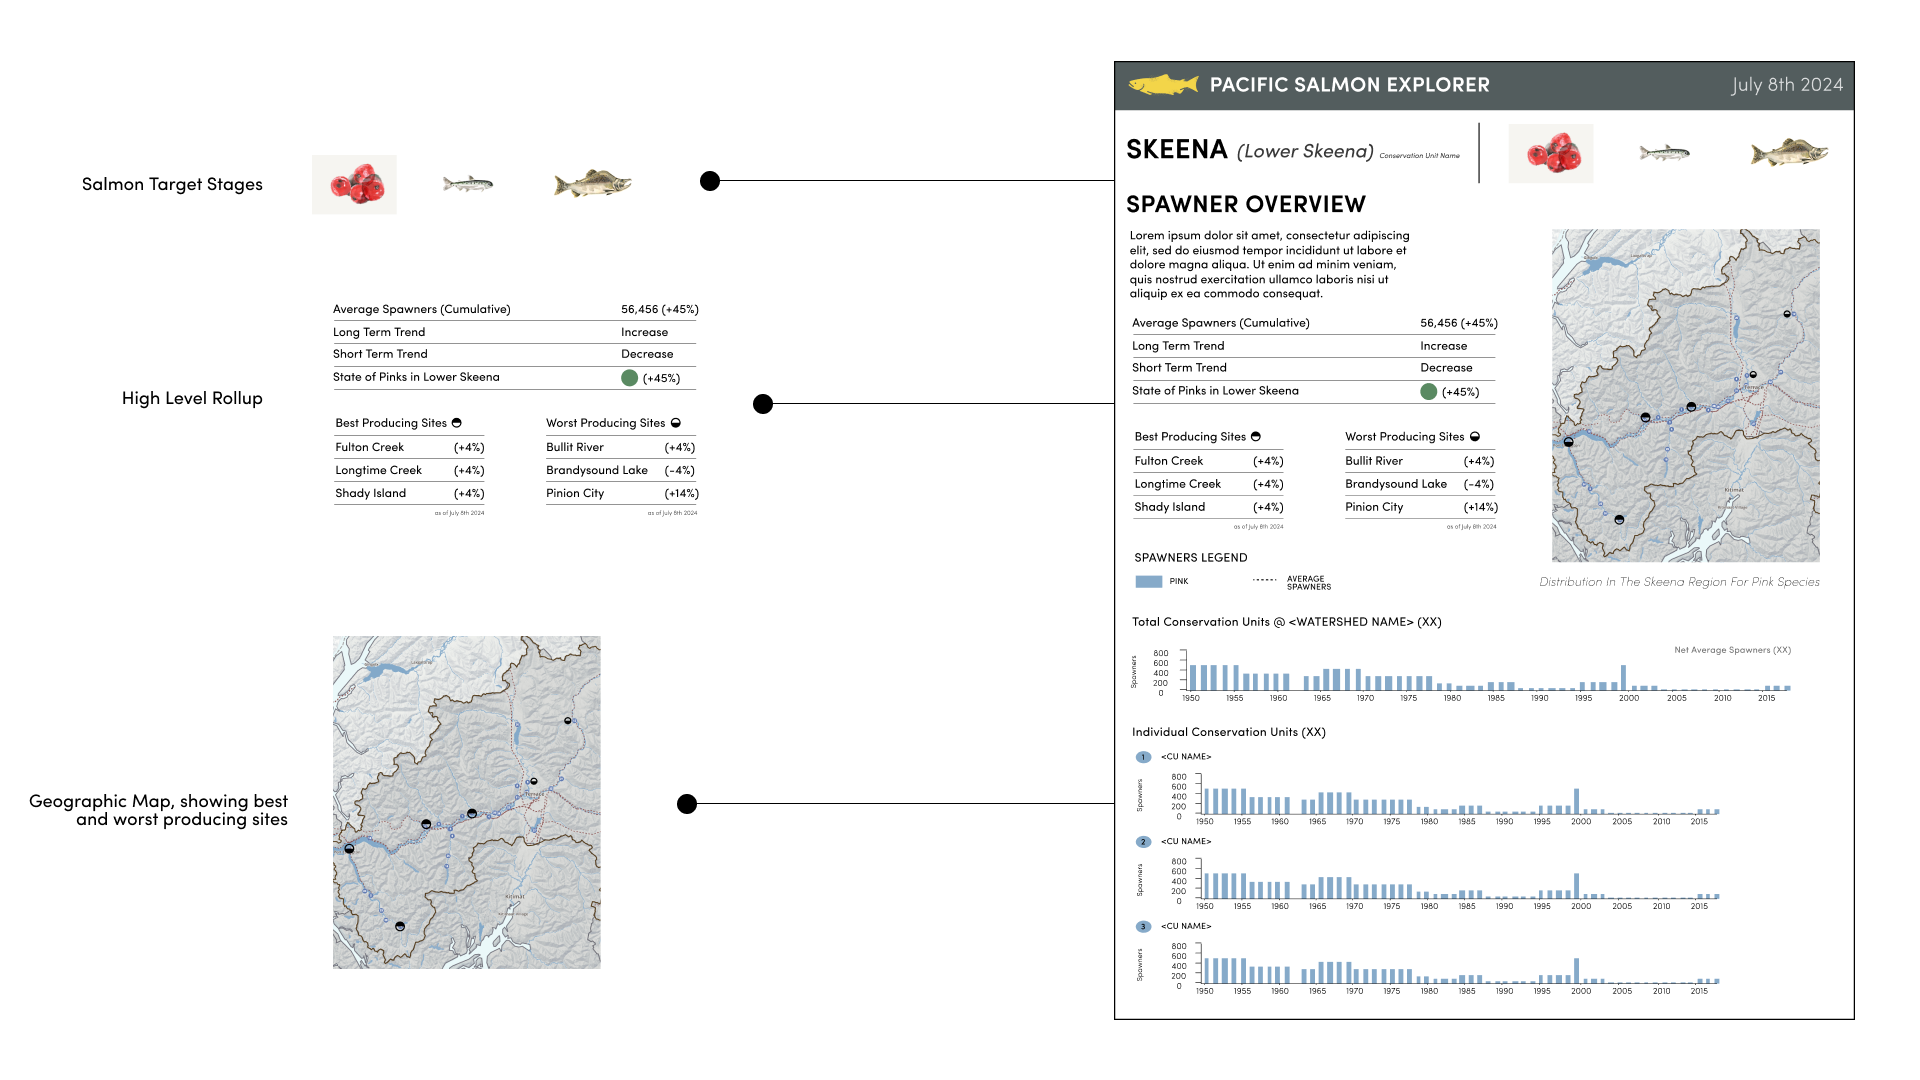 Salmon Target Stages
High Level Rollup
Average Spawners (Cumulative) 56,456 (+45%)
Long Term Trend Increase
Short Term Trend Decrease
State of Pinks in Lower Skeena (+45%)
Best Producing Sites
Fulton Creek (+4%)
Longtime Creek (+4%)
Shady Island (+4%)
as of July 8th 2024
Worst Producing Sites
Bullit River (+4%)
Brandysound Lake (-4%)
Pinion City (+14%)
as of July 8th 2024
Geographic Map, showing best
and worst producing sites
Terrace
Kitimat
PACIFIC SALMON EXPLORER
July 8th 2024
SKEENA (Lower Skeena) Conservation Unit Name
SPAWNER OVERVIEW
Lorem ipsum dolor sit amet, consectetur adipiscing
elit, sed do eiusmod tempor incididunt ut labore et
dolore magna aliqua. Ut enim ad minim veniam,
quis nostrud exercitation ullamco laboris nisi ut
aliquip ex ea commodo consequat.
Average Spawners (Cumulative) 56,456 (+45%)
Long Term Trend Increase
Short Term Trend Decrease
State of Pinks in Lower Skeena (+45%)
Best Producing Sites
Fulton Creek (+4%)
Longtime Creek (+4%)
Shady Island (+4%)
as of July 8th 2024
Worst Producing Sites
Bullit River (+4%)
Brandysound Lake (-4%)
Pinion City (+14%)
as of July 8th 2024
Terrace
Kitimat
Distribution In The Skeena Region For Pink Species
SPAWNERS LEGEND
PINK
AVERAGE
SPAWNERS
Total Conservation Units @ <WATERSHED NAME> (XX)
Net Average Spawners (XX)
Spawners
800
600
400
200
0
1950 1955 1960 1965 1970 1975 1980 1985 1990 1995 2000 2005 2010 2015
Individual Conservation Units (XX)
1 <CU NAME>
Spawners
800
600
400
200
0
1950 1955 1960 1965 1970 1975 1980 1985 1990 1995 2000 2005 2010 2015
2 <CU NAME>
Spawners
800
600
400
200
0
1950 1955 1960 1965 1970 1975 1980 1985 1990 1995 2000 2005 2010 2015
3 <CU NAME>
Spawners
800
600
400
200
0
1950 1955 1960 1965 1970 1975 1980 1985 1990 1995 2000 2005 2010 2015